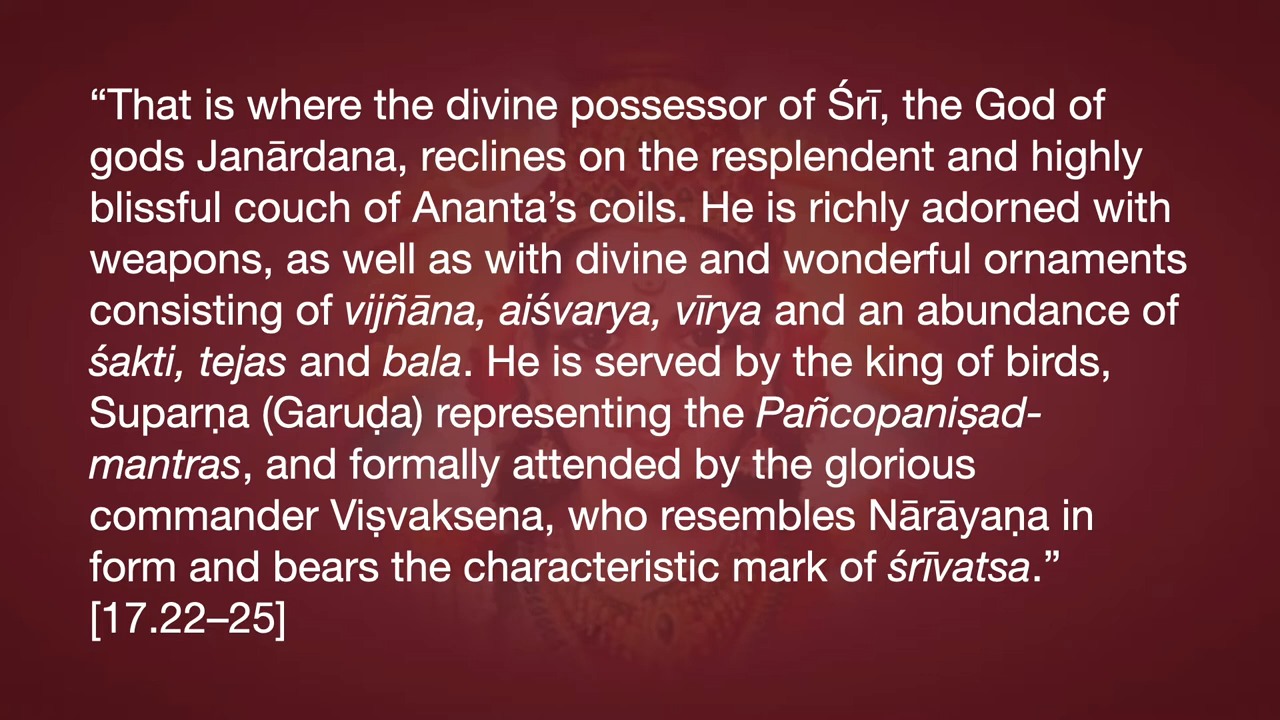 “That is where the divine possessor of Śrī, the God of
gods Janārdana, reclines on the resplendent and highly
blissful couch of Ananta’s coils. He is richly adorned with
weapons, as well as with divine and wonderful ornaments
consisting of vijñāna, aiśvarya, vīrya and an abundance of
śakti, tejas and bala. He is served by the king of birds,
Suparṇa (Garuḍa) representing the Pañcopaniṣad-
mantras, and formally attended by the glorious
commander Viṣvaksena, who resembles Nārāyaṇa in
form and bears the characteristic mark of śrīvatsa.”
[17.22–25]